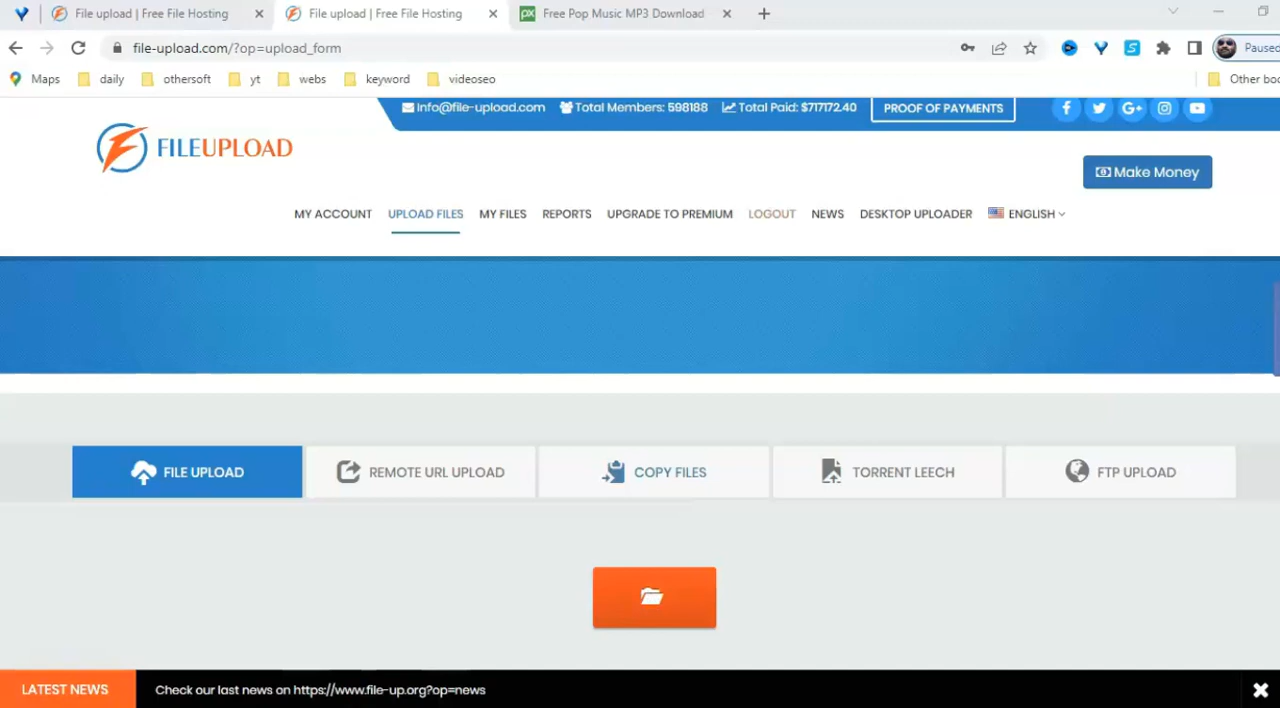 File upload | Free File Hosting
File upload | Free File Hosting
Free Pop Music MP3 Download
file-upload.com/?op=upload_form
Paused
Maps daily othersoft yt webs keyword videoseo Other boo
Info@file-upload.com Total Members: 598188 Total Paid: $717172.40 PROOF OF PAYMENTS
FILEUPLOAD
Make Money
MY ACCOUNT UPLOAD FILES MY FILES REPORTS UPGRADE TO PREMIUM LOGOUT NEWS DESKTOP UPLOADER ENGLISH
FILE UPLOAD REMOTE URL UPLOAD COPY FILES TORRENT LEECH FTP UPLOAD
LATEST NEWS Check our last news on https://www.file-up.org?op=news